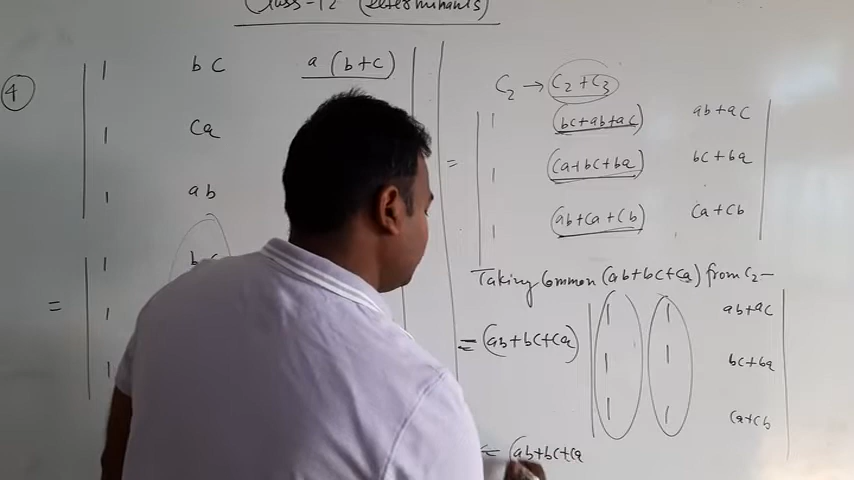 Class-12 (Determinants)
4
1 bc a (b+c)
1 ca
1 ab
= 1
1
1
C2 → C2 + C3
= 1 bc+ab+ac ab+ac
1 ca+bc+ba bc+ba
1 ab+ca+cb ca+cb
Taking Common (ab+bc+ca) from C2 -
= (ab+bc+ca) 1 1 ab+ac
1 1 bc+ba
1 1 ca+cb
= (ab+bc+ca